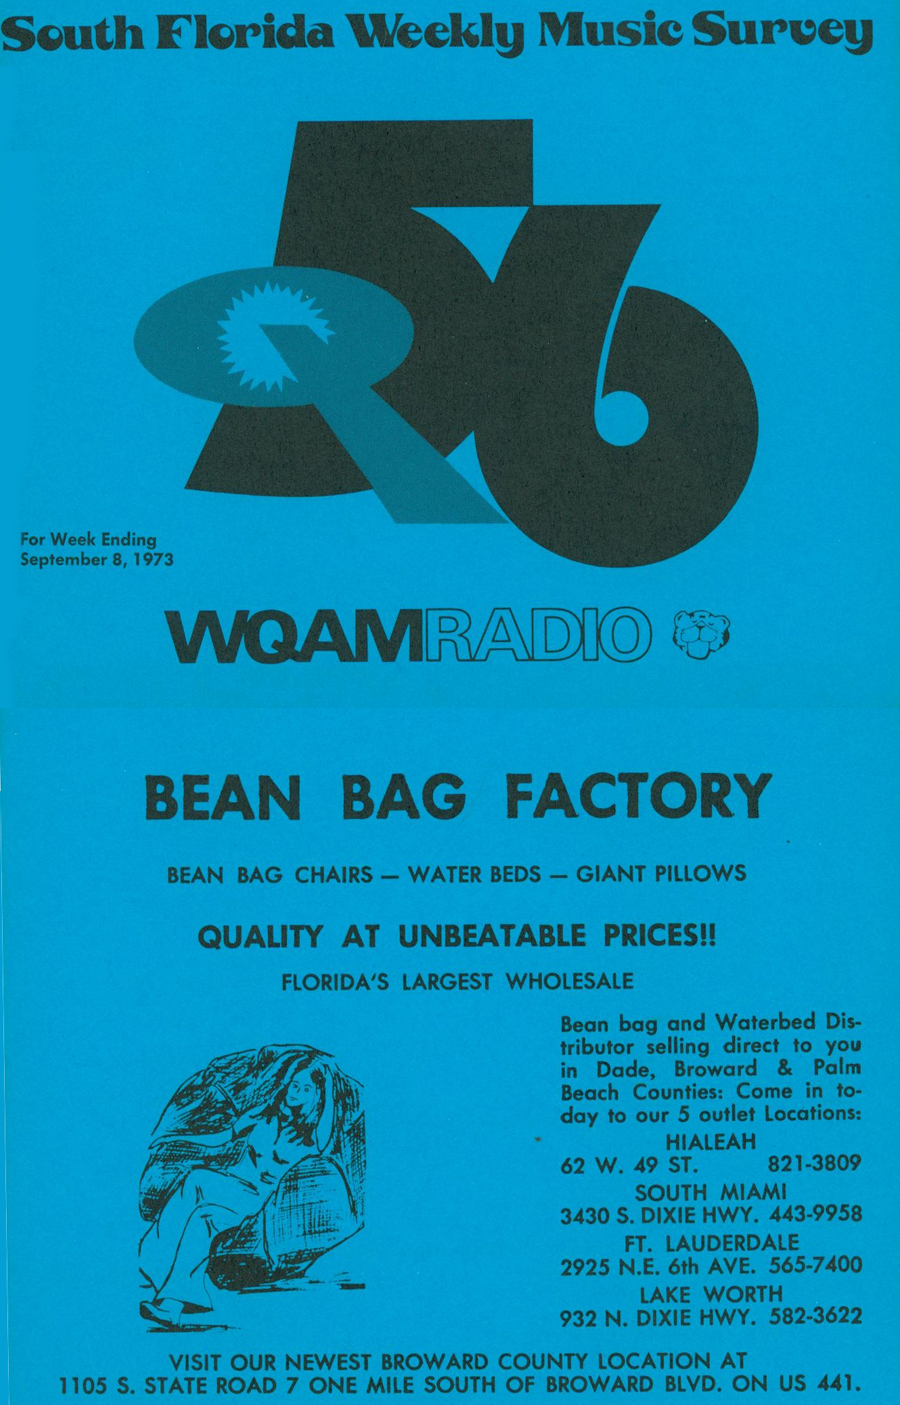 South Florida Weekly Music Survey
56
Q
For Week Ending
September 8, 1973
WQAMRADIO
BEAN BAG FACTORY
BEAN BAG CHAIRS — WATER BEDS — GIANT PILLOWS
QUALITY AT UNBEATABLE PRICES!!
FLORIDA'S LARGEST WHOLESALE
Bean bag and Waterbed Dis-
tributor selling direct to you
in Dade, Broward & Palm
Beach Counties: Come in to-
day to our 5 outlet Locations:
HIALEAH
62 W. 49 ST. 821-3809
SOUTH MIAMI
3430 S. DIXIE HWY. 443-9958
FT. LAUDERDALE
2925 N.E. 6th AVE. 565-7400
LAKE WORTH
932 N. DIXIE HWY. 582-3622
VISIT OUR NEWEST BROWARD COUNTY LOCATION AT
1105 S. STATE ROAD 7 ONE MILE SOUTH OF BROWARD BLVD. ON US 441.